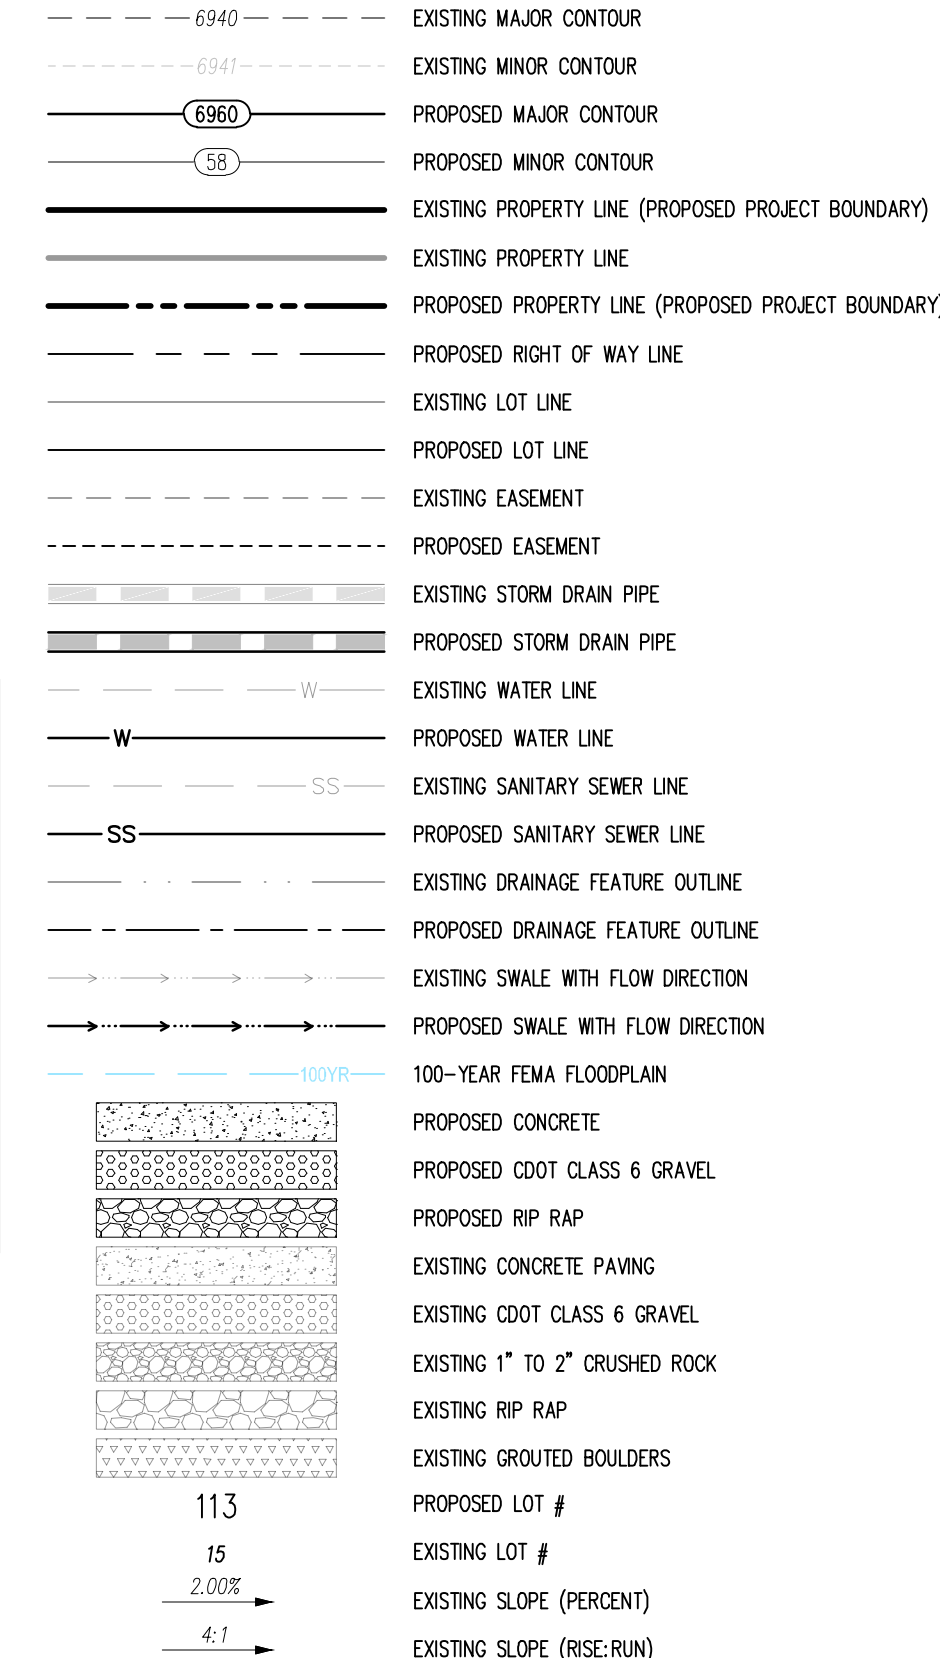 6940 EXISTING MAJOR CONTOUR
6941 EXISTING MINOR CONTOUR
6960 PROPOSED MAJOR CONTOUR
58 PROPOSED MINOR CONTOUR
EXISTING PROPERTY LINE (PROPOSED PROJECT BOUNDARY)
EXISTING PROPERTY LINE
PROPOSED PROPERTY LINE (PROPOSED PROJECT BOUNDARY)
PROPOSED RIGHT OF WAY LINE
EXISTING LOT LINE
PROPOSED LOT LINE
EXISTING EASEMENT
PROPOSED EASEMENT
EXISTING STORM DRAIN PIPE
PROPOSED STORM DRAIN PIPE
W EXISTING WATER LINE
W PROPOSED WATER LINE
SS EXISTING SANITARY SEWER LINE
SS PROPOSED SANITARY SEWER LINE
EXISTING DRAINAGE FEATURE OUTLINE
PROPOSED DRAINAGE FEATURE OUTLINE
EXISTING SWALE WITH FLOW DIRECTION
PROPOSED SWALE WITH FLOW DIRECTION
100YR 100-YEAR FEMA FLOODPLAIN
PROPOSED CONCRETE
PROPOSED CDOT CLASS 6 GRAVEL
PROPOSED RIP RAP
EXISTING CONCRETE PAVING
EXISTING CDOT CLASS 6 GRAVEL
EXISTING 1" TO 2" CRUSHED ROCK
EXISTING RIP RAP
EXISTING GROUTED BOULDERS
113 PROPOSED LOT #
15 EXISTING LOT #
2.00% EXISTING SLOPE (PERCENT)
4:1 EXISTING SLOPE (RISE:RUN)